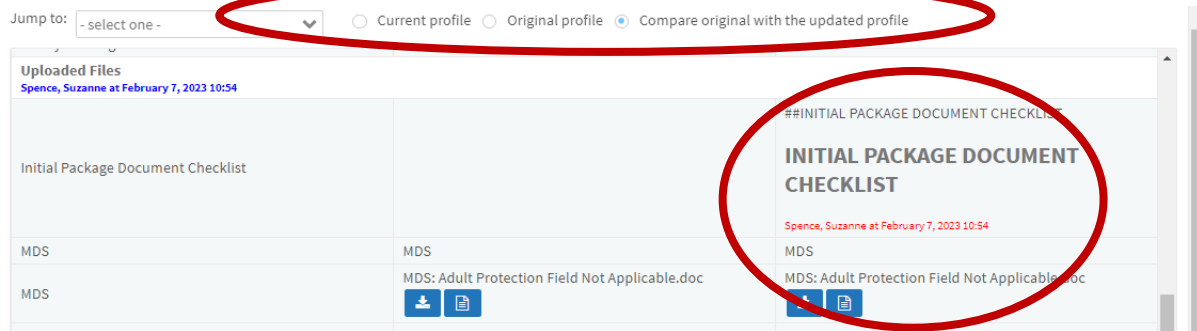 Jump to: - select one - Current profile Original profile Compare original with the updated profile
Uploaded Files
Spence, Suzanne at February 7, 2023 10:54
##INITIAL PACKAGE DOCUMENT CHECKLIST
INITIAL PACKAGE DOCUMENT
CHECKLIST
Initial Package Document Checklist
Spence, Suzanne at February 7, 2023 10:54
MDS MDS MDS
MDS: Adult Protection Field Not Applicable.doc MDS: Adult Protection Field Not Applicable.doc
MDS